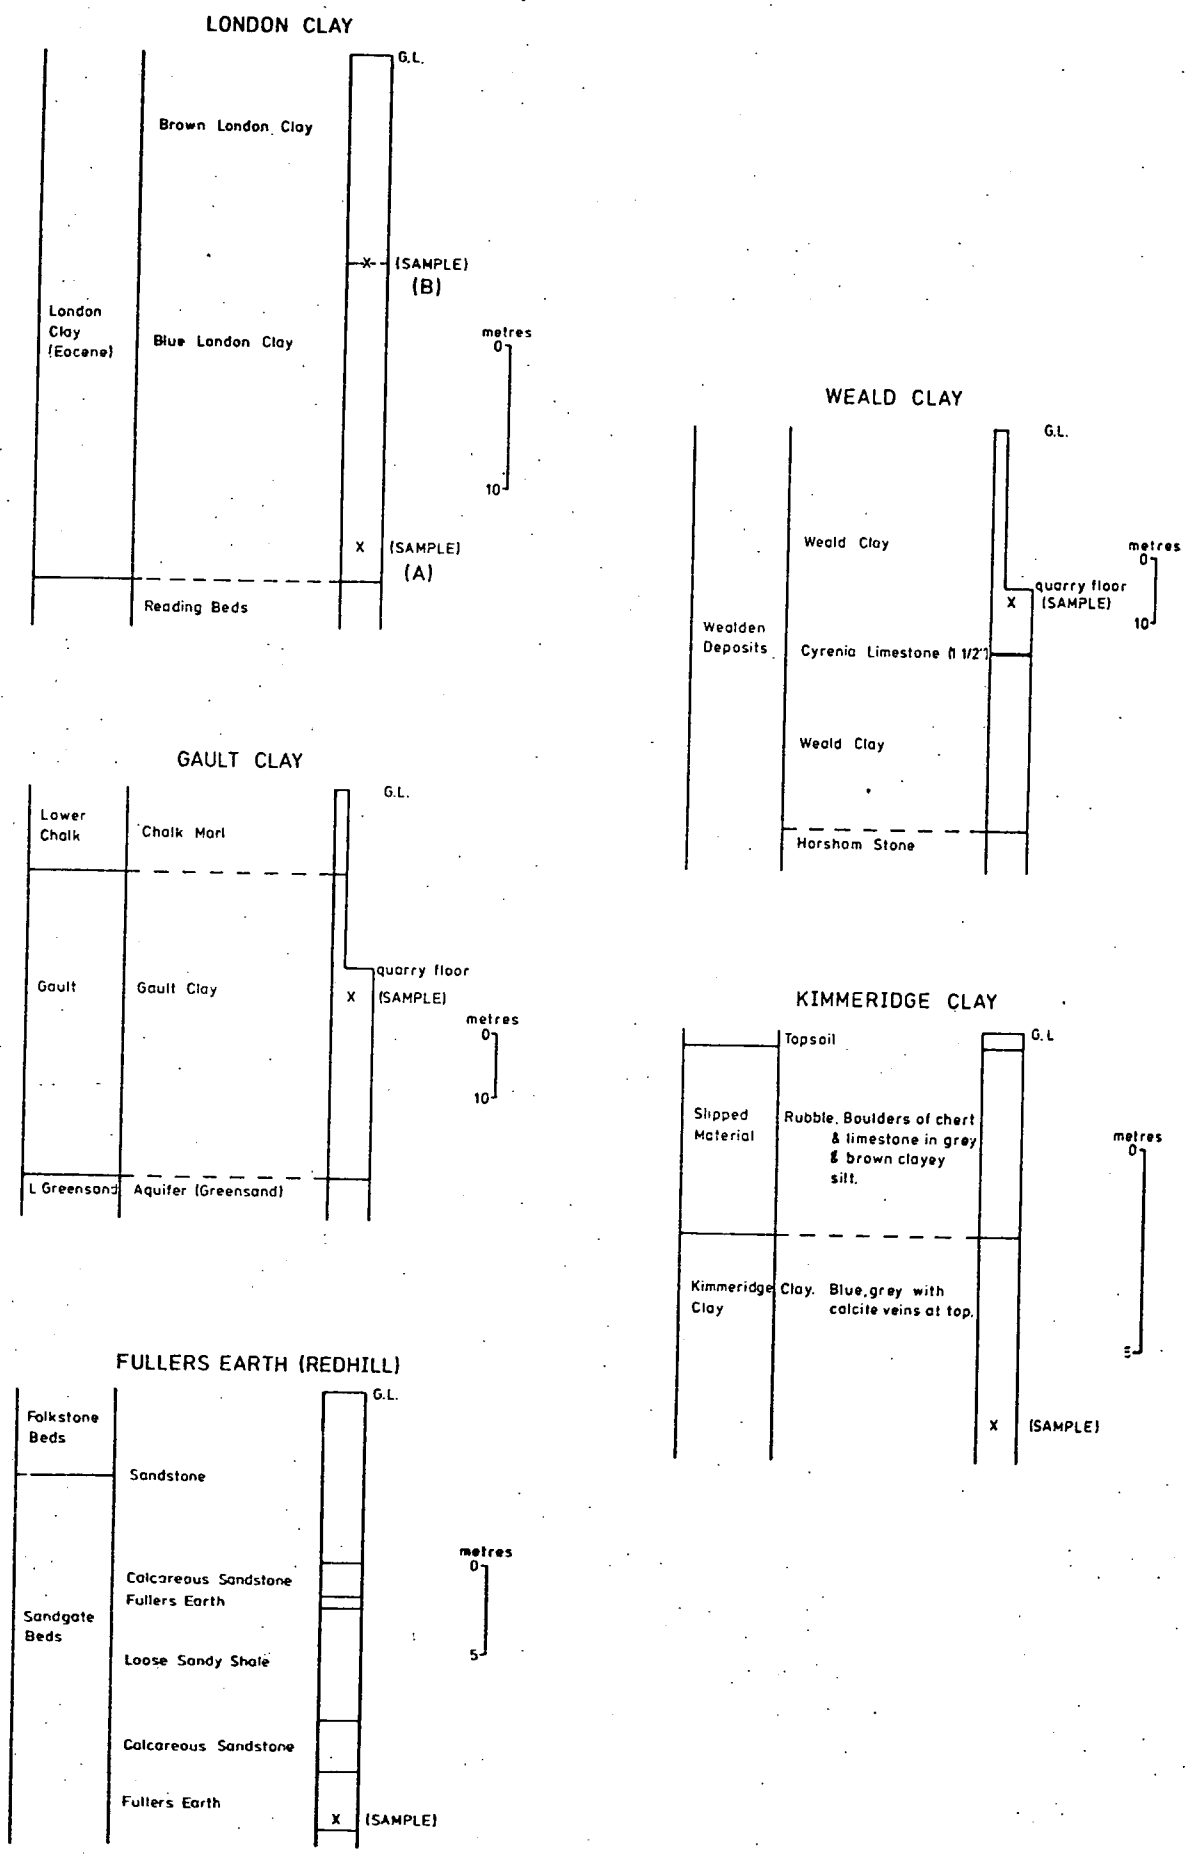 LONDON CLAY
G.L.
Brown London Clay
(SAMPLE)
(B)
London
Clay
(Eocene)
Blue London Clay
metres
0
10
X (SAMPLE)
(A)
Reading Beds
WEALD CLAY
G.L.
Weald Clay
metres
0
10
quarry floor
X (SAMPLE)
Wealden
Deposits
Cyrenia Limestone (1 1/2")
Weald Clay
Horsham Stone
GAULT CLAY
G.L.
Lower
Chalk
Chalk Marl
quarry floor
Gault
Gault Clay
X (SAMPLE)
metres
0
10
L Greensand
Aquifer (Greensand)
KIMMERIDGE CLAY
G.L
Topsoil
Slipped
Material
Rubble, Boulders of chert
& limestone in grey
& brown clayey
silt.
metres
0
Kimmeridge
Clay
Clay. Blue, grey with
calcite veins at top.
X (SAMPLE)
FULLERS EARTH (REDHILL)
G.L.
Folkstone
Beds
Sandstone
metres
0
5
Calcareous Sandstone
Fullers Earth
Sandgate
Beds
Loose Sandy Shale
Calcareous Sandstone
Fullers Earth
X (SAMPLE)